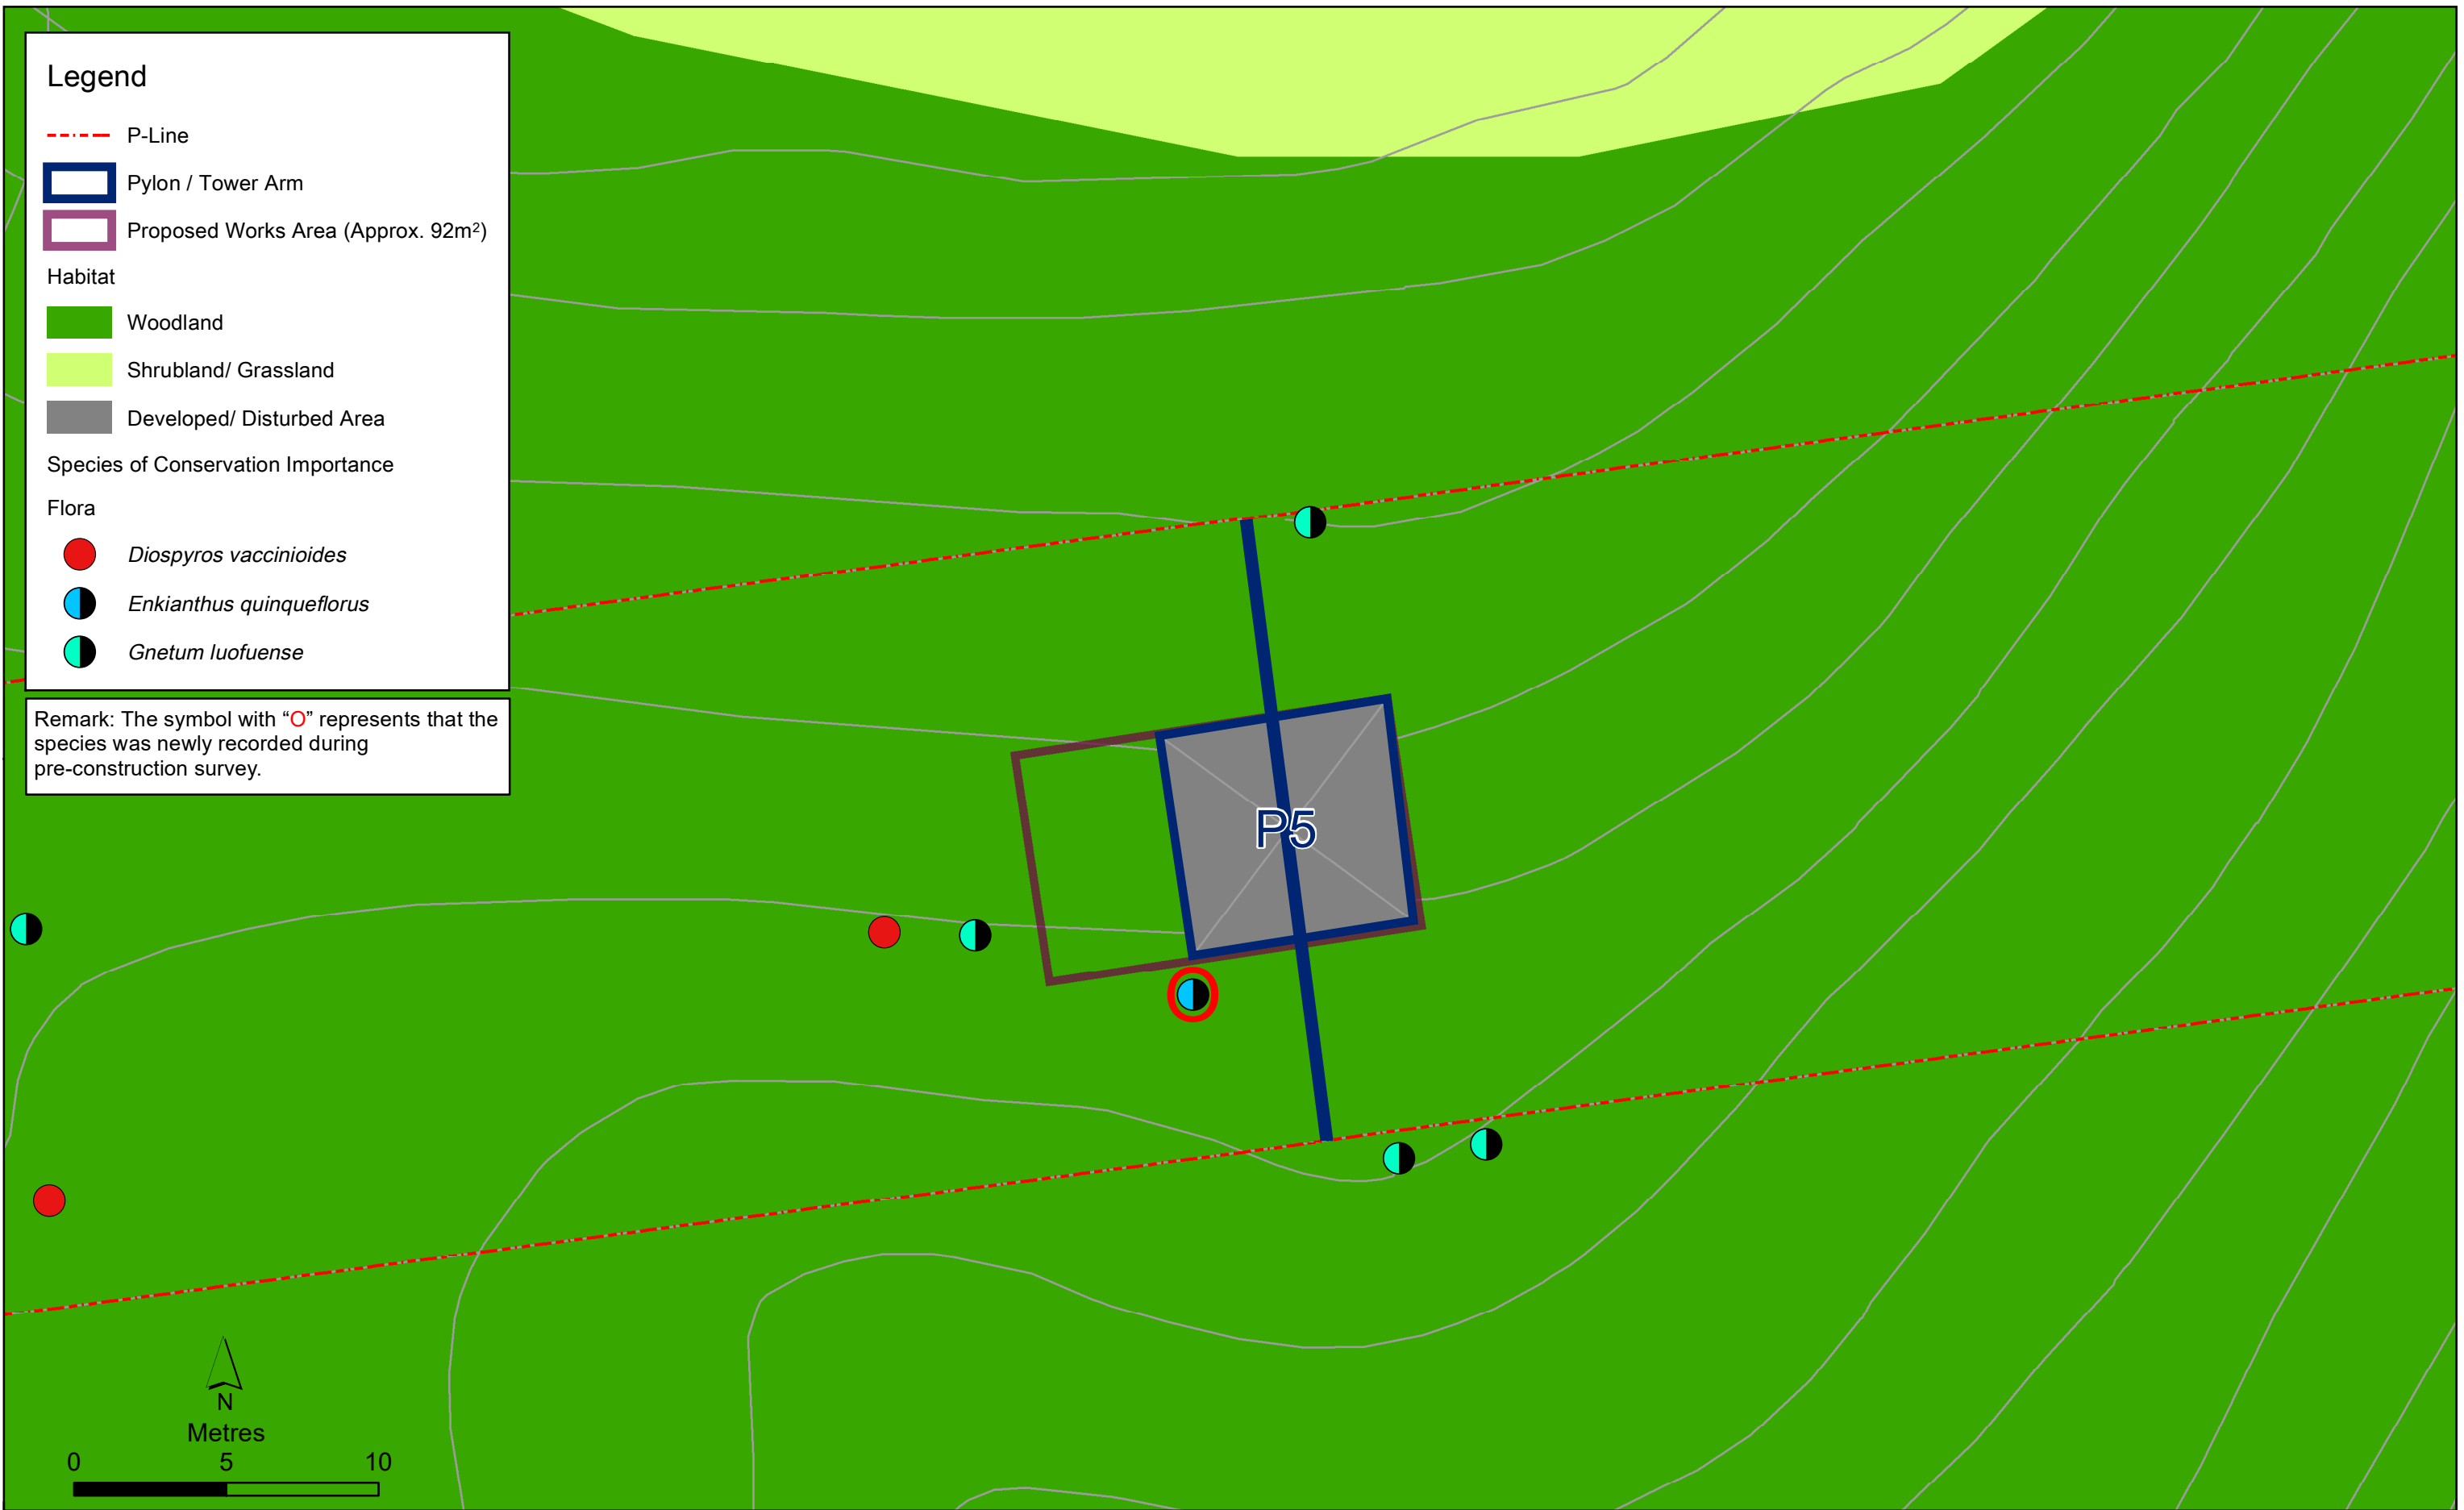 Legend
P-Line
Pylon / Tower Arm
Proposed Works Area (Approx. 92m²)
Habitat
Woodland
Shrubland/ Grassland
Developed/ Disturbed Area
Species of Conservation Importance
Flora
Diospyros vaccinioides
Enkianthus quinqueflorus
Gnetum luofuense
Remark: The symbol with “O” represents that the
species was newly recorded during
pre-construction survey.
P5
N
Metres
0 5 10